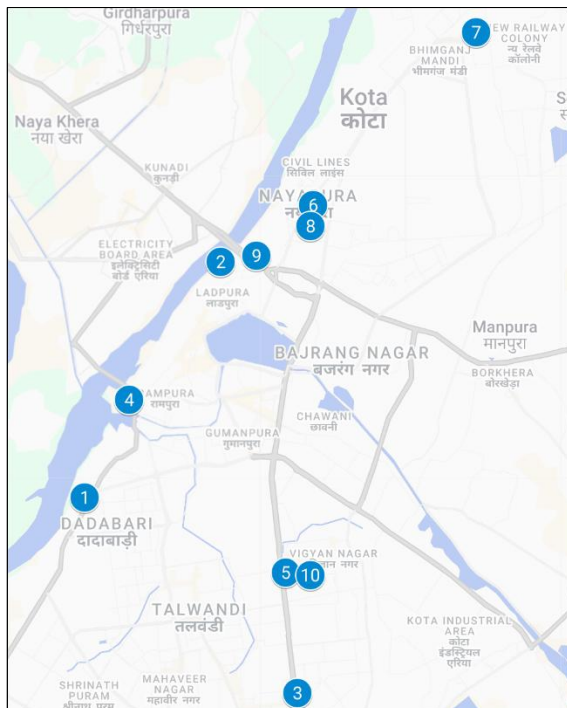 Girdharpura
गिरधरपुरा
7
NEW RAILWAY
COLONY
न्यू रेलवे
कॉलोनी
BHIMGANJ
MANDI
भीमगंज मंडी
Kota
कोटा
Naya Khera
नया खेरा
KUNADI
कुनड़ी
CIVIL LINES
सिविल लाइंस
6
8
ELECTRICITY
BOARD AREA
इलेक्ट्रिसिटी
बोर्ड एरिया
2
9
LADPURA
लाडपुरा
Manpura
मानपुरा
BAJRANG NAGAR
बजरंग नगर
BORKHERA
बोरखेड़ा
4
रामपुरा
CHAWANI
छावनी
GUMANPURA
गुमानपुरा
1
DADABARI
दादाबाड़ी
VIGYAN NAGAR
नगर
5
10
TALWANDI
तलवंडी
KOTA INDUSTRIAL
AREA
कोटा
इंडस्ट्रियल
एरिया
SHRINATH
PURAM
MAHAVEER
NAGAR
महावीर नगर
3